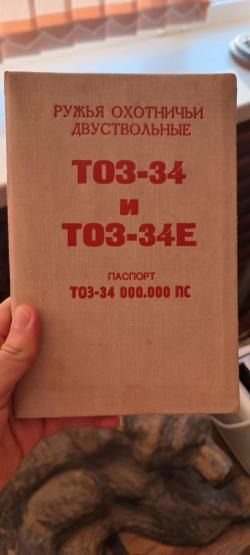 РУЖЬЯ ОХОТНИЧЬИ
ДВУСТВОЛЬНЫЕ
ТОЗ-34
и
ТОЗ-34Е
ПАСПОРТ
ТОЗ-34 000.000 ПС